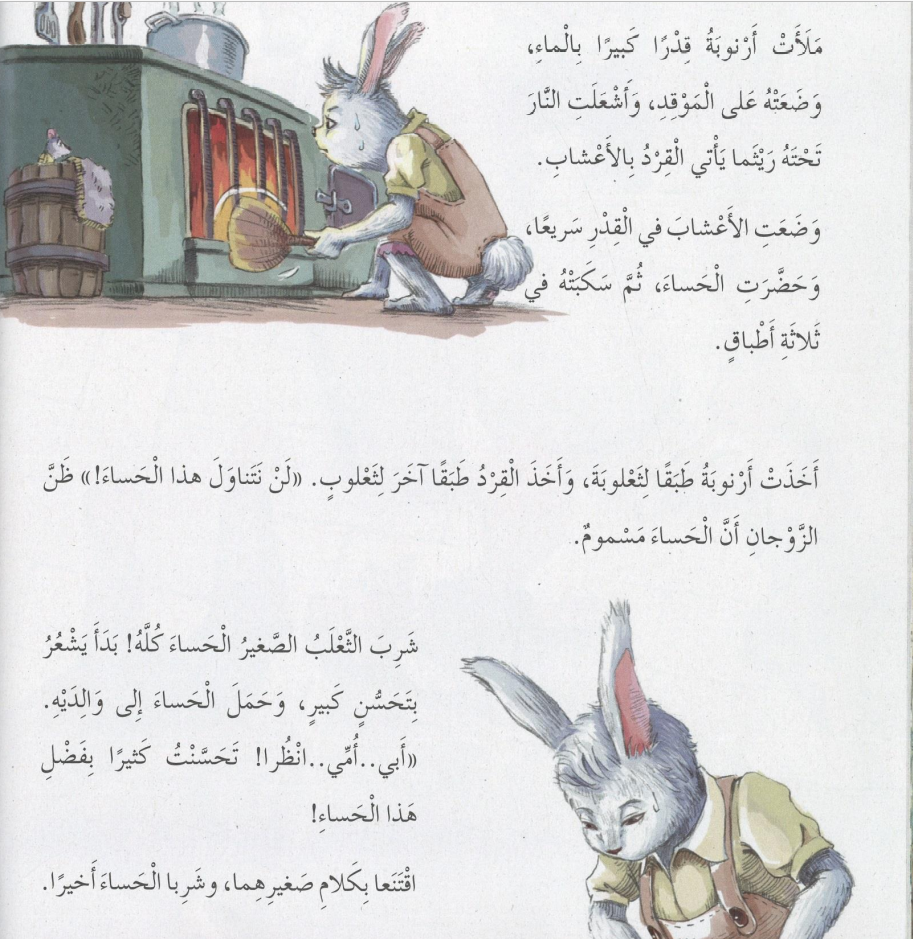 مَلَأَتْ أَرْنوبَةُ قِدْرًا كَبيرًا بِالْماءِ،
وَضَعَتْهُ عَلى الْمَوْقِدِ، وَأَشْعَلَتِ النَّارَ
تَحْتَهُ رَيْثَما يَأْتي الْقِرْدُ بِالأَعْشابِ.
وَضَعَتِ الأَعْشابَ في الْقِدْرِ سَريعًا،
وَحَضَّرَتِ الْحَساءَ، ثُمَّ سَكَبَتْهُ في
ثَلاثَةِ أَطْباقٍ.
أَخَذَتْ أَرْنوبَةُ طَبَقًا لِثَعْلوبَةَ، وَأَخَذَ الْقِرْدُ طَبَقًا آخَرَ لِثَعْلوبٍ. «لَنْ نَتَناوَلَ هذا الْحَساءَ!» ظَنَّ
الزَّوْجانِ أَنَّ الْحَساءَ مَسْمومٌ.
شَرِبَ الثَّعْلَبُ الصَّغيرُ الْحَساءَ كُلَّهُ! بَدَأَ يَشْعُرُ
بِتَحَسُّنٍ كَبيرٍ، وَحَمَلَ الْحَساءَ إِلى وَالِدَيْهِ.
«أَبي..أُمِّي..انْظُرا! تَحَسَّنْتُ كَثيرًا بِفَضْلِ
هَذا الْحَساءِ!
اقْتَنَعا بِكَلامِ صَغيرِهِما، وشَرِبا الْحَساءَ أَخيرًا.